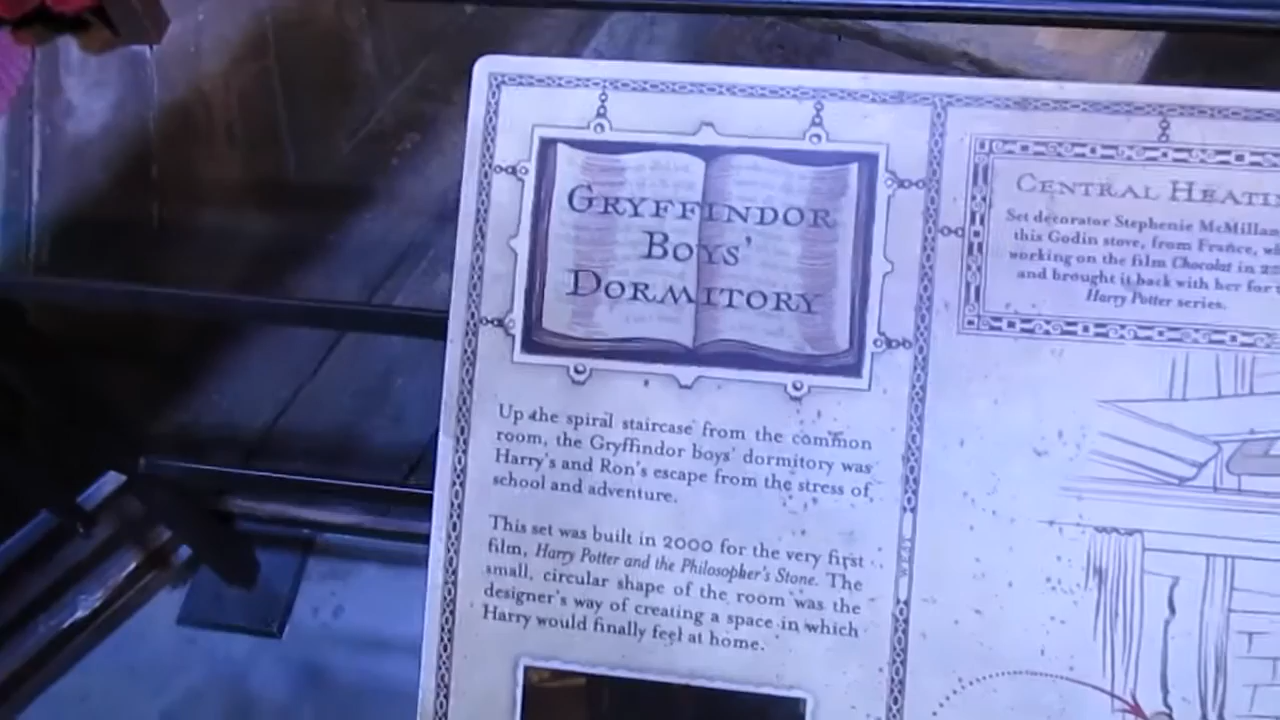 GRYFFINDOR
BOYS'
DORMITORY
Up the spiral staircase from the common
room, the Gryffindor boys' dormitory was
Harry's and Ron's escape from the stress of
school and adventure.
This set was built in 2000 for the very first
film, Harry Potter and the Philosopher's Stone. The
small, circular shape of the room was the
designer's way of creating a space in which
Harry would finally feel at home.
CENTRAL
Set decorator Stephenie McMillan
this Godin stove, from France,
working on the film Chocolat in
and brought it back with her for
Harry Potter series.